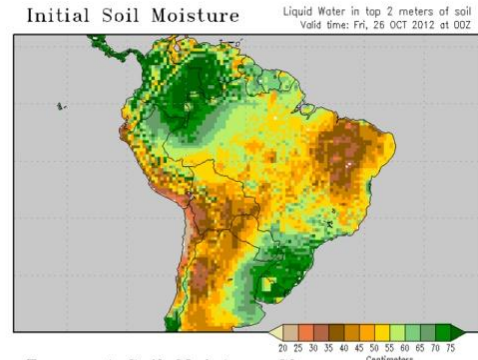 Initial Soil Moisture
Liquid Water in top 2 meters of soil
Valid time: Fri, 26 OCT 2012 at 00Z
20 25 30 35 40 45 50 55 60 65 70 75
Centimeters